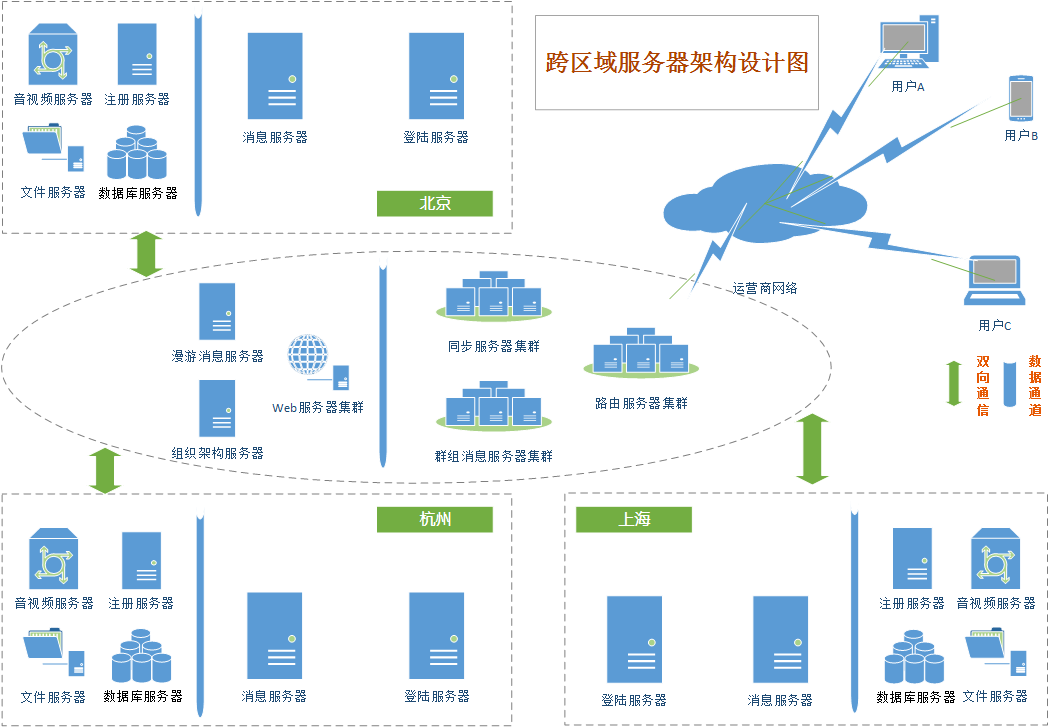 跨区域服务器架构设计图
音视频服务器
注册服务器
消息服务器
登陆服务器
文件服务器
数据库服务器
北京
用户A
用户B
运营商网络
用户C
漫游消息服务器
同步服务器集群
Web服务器集群
路由服务器集群
组织架构服务器
群组消息服务器集群
双向通信
数据通道
杭州
音视频服务器
注册服务器
文件服务器
数据库服务器
消息服务器
登陆服务器
上海
注册服务器
音视频服务器
登陆服务器
消息服务器
数据库服务器
文件服务器